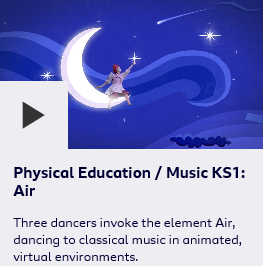 Physical Education / Music KS1:
Air
Three dancers invoke the element Air,
dancing to classical music in animated,
virtual environments.